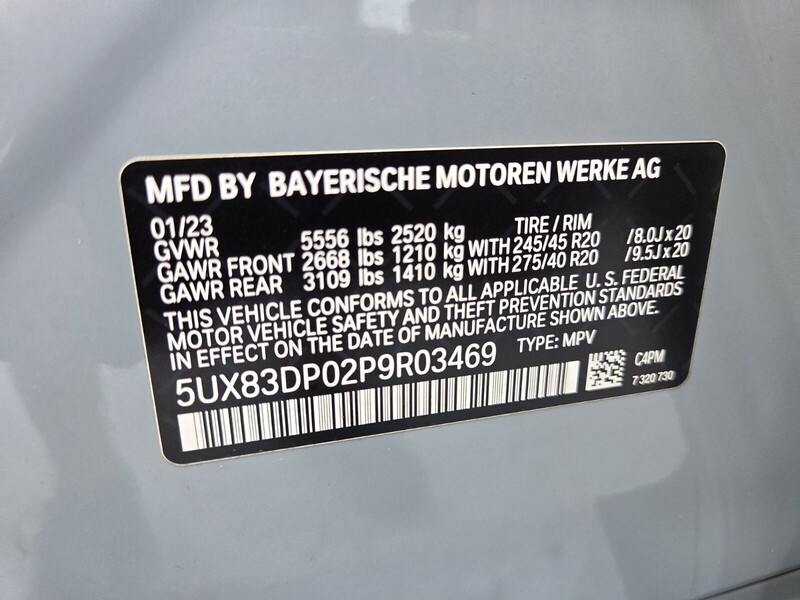 MFD BY BAYERISCHE MOTOREN WERKE AG
01/23 TIRE / RIM
GVWR 5556 lbs 2520 kg
GAWR FRONT 2668 lbs 1210 kg WITH 245/45 R20 /8.0J x 20
GAWR REAR 3109 lbs 1410 kg WITH 275/40 R20 /9.5J x 20
THIS VEHICLE CONFORMS TO ALL APPLICABLE U. S. FEDERAL
MOTOR VEHICLE SAFETY AND THEFT PREVENTION STANDARDS
IN EFFECT ON THE DATE OF MANUFACTURE SHOWN ABOVE.
5UX83DP02P9R03469 TYPE: MPV
C4PM
7 320 730